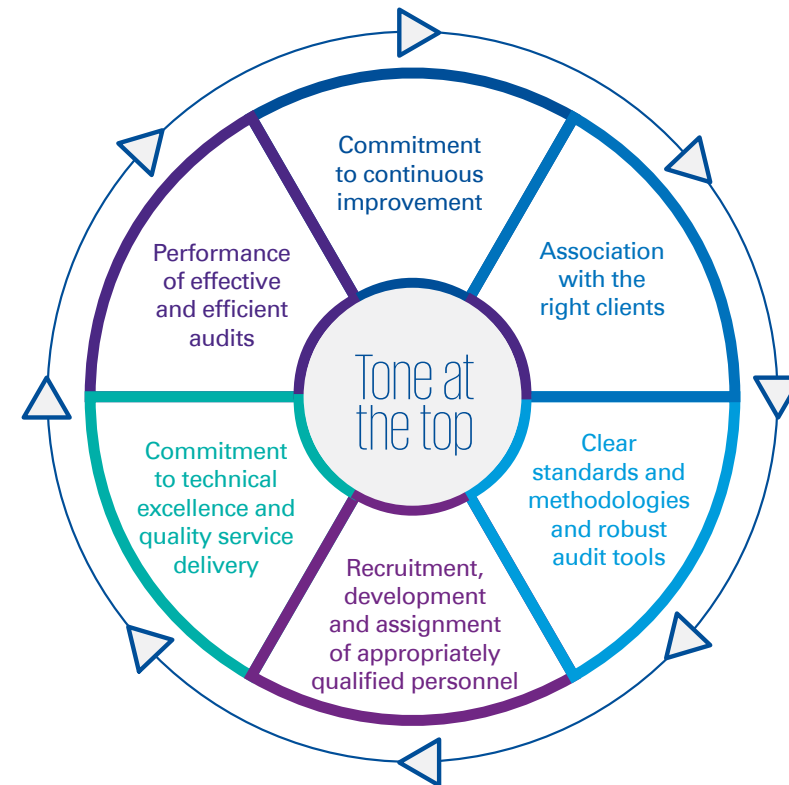 Commitment
to continuous
improvement
Association
with the
right clients
Clear
standards and
methodologies
and robust
audit tools
Recruitment,
development
and assignment
of appropriately
qualified personnel
Commitment
to technical
excellence and
quality service
delivery
Performance
of effective
and efficient
audits
Tone at
the top